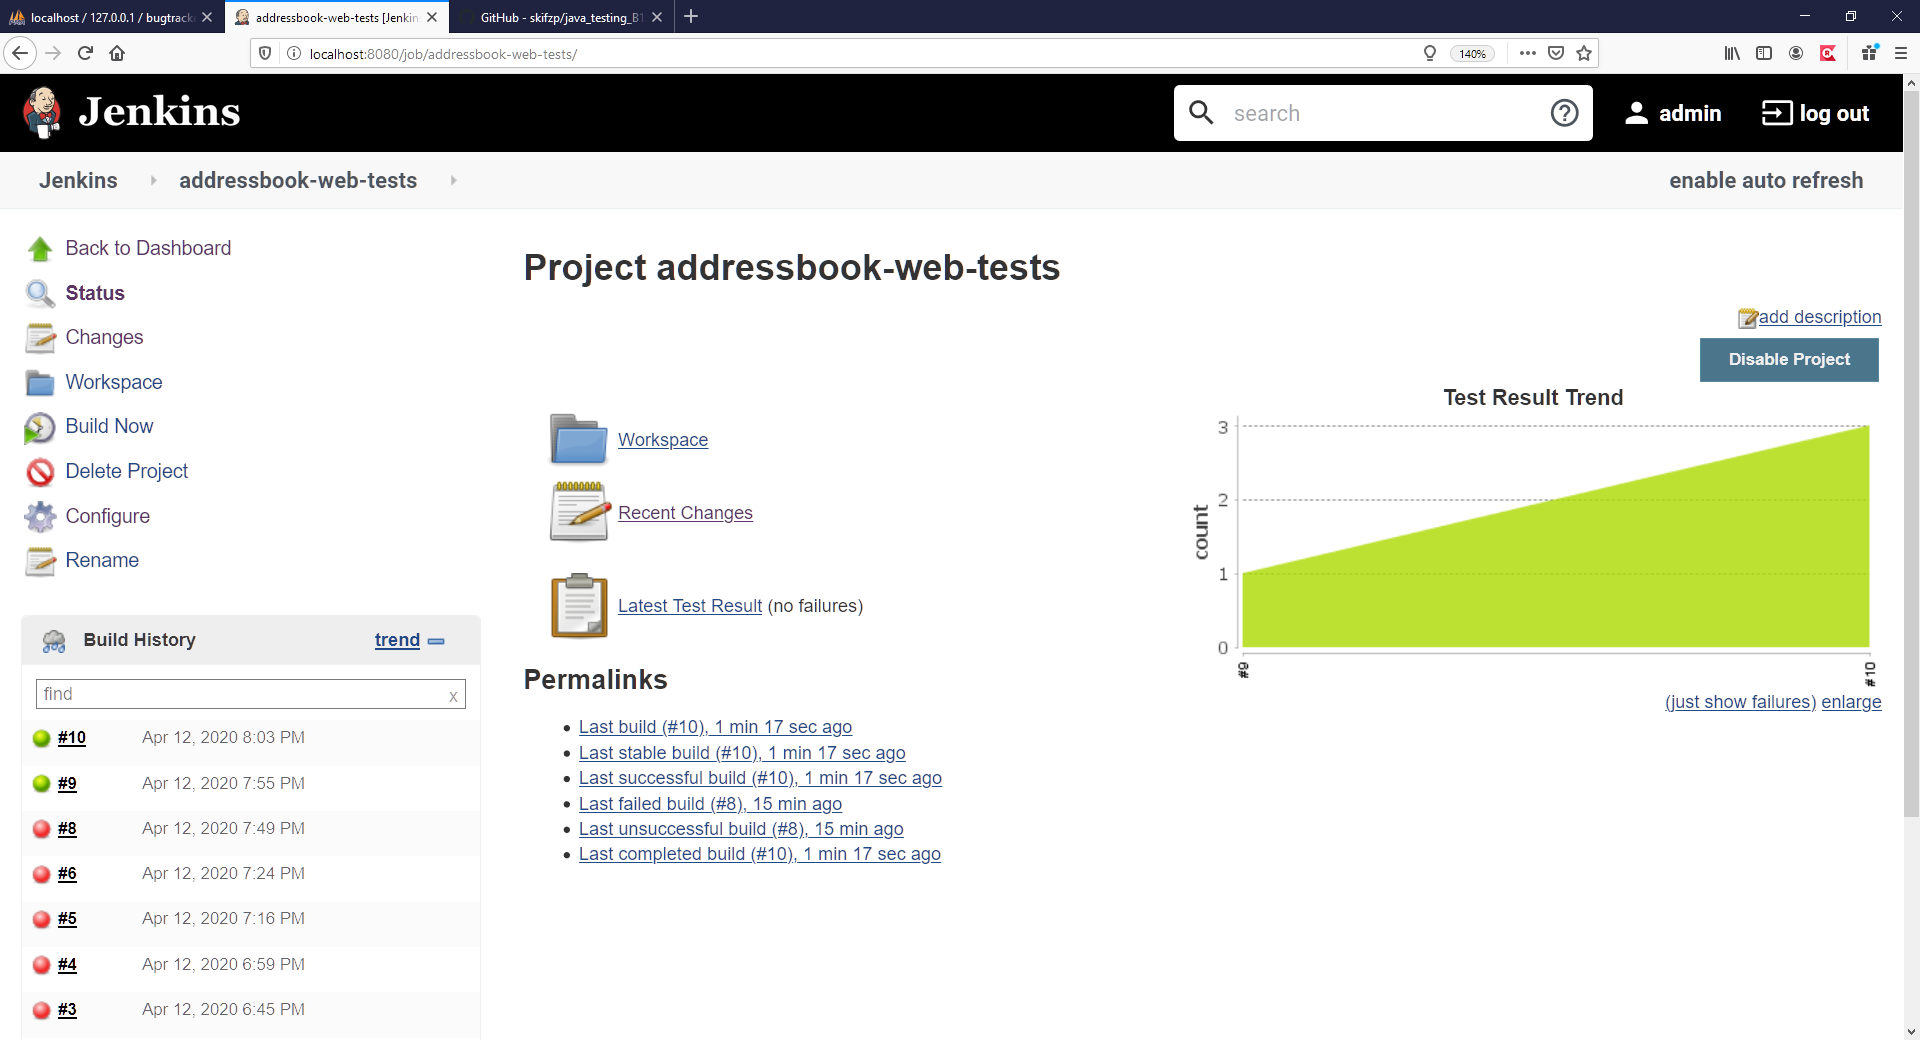 localhost / 127.0.0.1 / bugtracke
addressbook-web-tests [Jenkin
GitHub - skifzp/java_testing_B1
localhost:8080/job/addressbook-web-tests/
140%
Jenkins
search
admin
log out
Jenkins
addressbook-web-tests
enable auto refresh
Back to Dashboard
Status
Changes
Workspace
Build Now
Delete Project
Configure
Rename
Build History
trend
find
x
#10 Apr 12, 2020 8:03 PM
#9 Apr 12, 2020 7:55 PM
#8 Apr 12, 2020 7:49 PM
#6 Apr 12, 2020 7:24 PM
#5 Apr 12, 2020 7:16 PM
#4 Apr 12, 2020 6:59 PM
#3 Apr 12, 2020 6:45 PM
Project addressbook-web-tests
add description
Disable Project
Workspace
Recent Changes
Latest Test Result (no failures)
Permalinks
Last build (#10), 1 min 17 sec ago
Last stable build (#10), 1 min 17 sec ago
Last successful build (#10), 1 min 17 sec ago
Last failed build (#8), 15 min ago
Last unsuccessful build (#8), 15 min ago
Last completed build (#10), 1 min 17 sec ago
Test Result Trend
3
2
1
0
count
#9
#10
(just show failures) enlarge